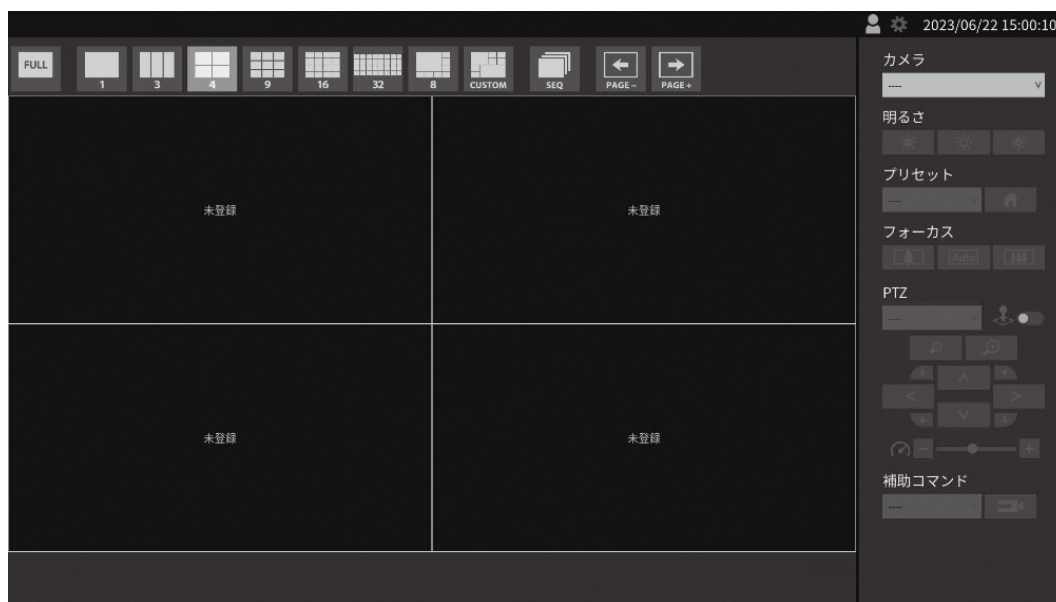 2023/06/22 15:00:10
FULL
1
3
4
9
16
32
8
CUSTOM
SEQ
PAGE－
PAGE+
カメラ
----
明るさ
プリセット
----
フォーカス
Auto
PTZ
----
補助コマンド
----
未登録
未登録
未登録
未登録